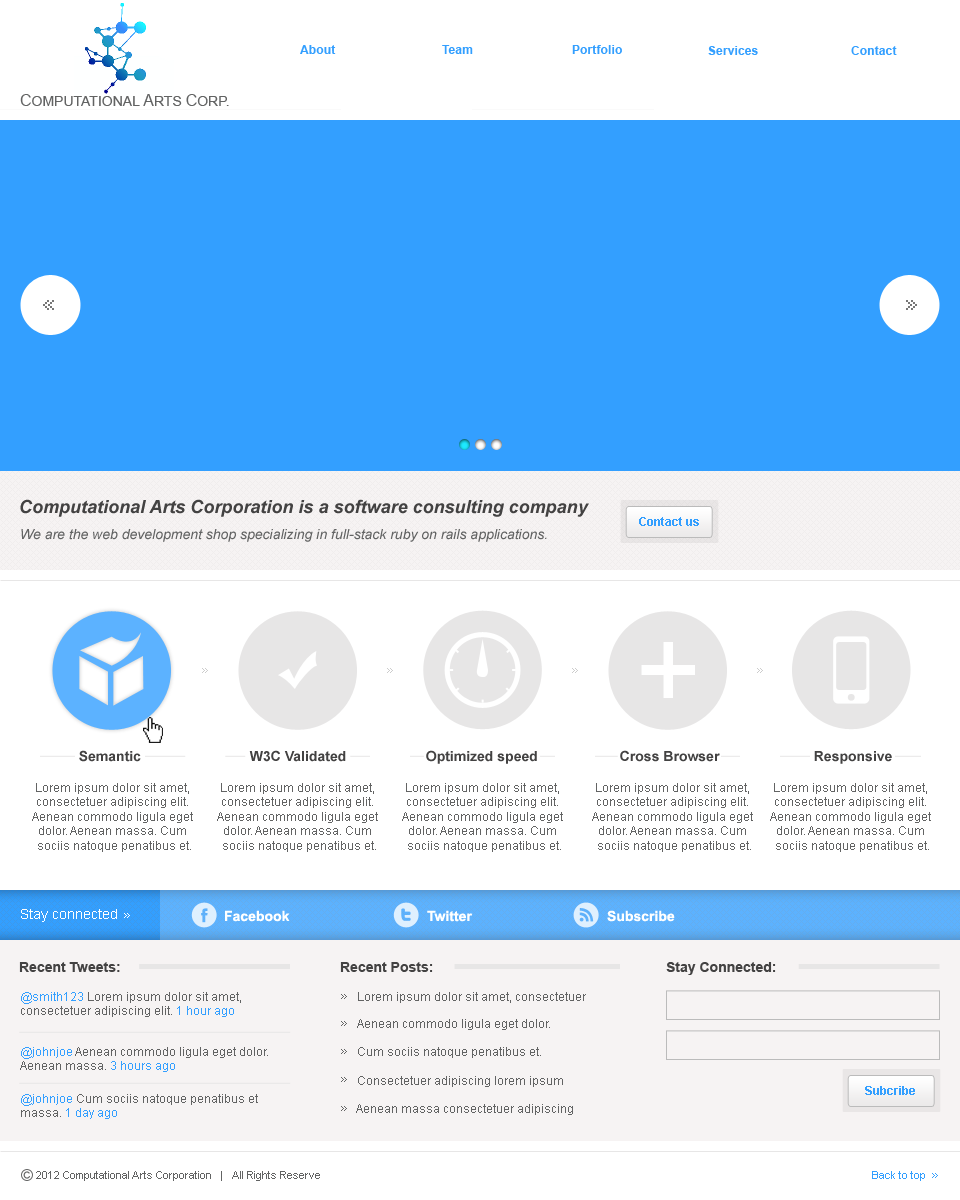 COMPUTATIONAL ARTS CORP.
About Team Portfolio Services Contact
«
»
Computational Arts Corporation is a software consulting company
We are the web development shop specializing in full-stack ruby on rails applications.
Contact us
» » » »
Semantic
Lorem ipsum dolor sit amet,
consectetuer adipiscing elit.
Aenean commodo ligula eget
dolor. Aenean massa. Cum
sociis natoque penatibus et.
W3C Validated
Lorem ipsum dolor sit amet,
consectetuer adipiscing elit.
Aenean commodo ligula eget
dolor. Aenean massa. Cum
sociis natoque penatibus et.
Optimized speed
Lorem ipsum dolor sit amet,
consectetuer adipiscing elit.
Aenean commodo ligula eget
dolor. Aenean massa. Cum
sociis natoque penatibus et.
Cross Browser
Lorem ipsum dolor sit amet,
consectetuer adipiscing elit.
Aenean commodo ligula eget
dolor. Aenean massa. Cum
sociis natoque penatibus et.
Responsive
Lorem ipsum dolor sit amet,
consectetuer adipiscing elit.
Aenean commodo ligula eget
dolor. Aenean massa. Cum
sociis natoque penatibus et.
Stay connected » Facebook Twitter Subscribe
Recent Tweets:
@smith123 Lorem ipsum dolor sit amet,
consectetuer adipiscing elit. 1 hour ago
@johnjoe Aenean commodo ligula eget dolor.
Aenean massa. 3 hours ago
@johnjoe Cum sociis natoque penatibus et
massa. 1 day ago
Recent Posts:
» Lorem ipsum dolor sit amet, consectetuer
» Aenean commodo ligula eget dolor.
» Cum sociis natoque penatibus et.
» Consectetuer adipiscing lorem ipsum
» Aenean massa consectetuer adipiscing
Stay Connected:
Subcribe
© 2012 Computational Arts Corporation | All Rights Reserve
Back to top »